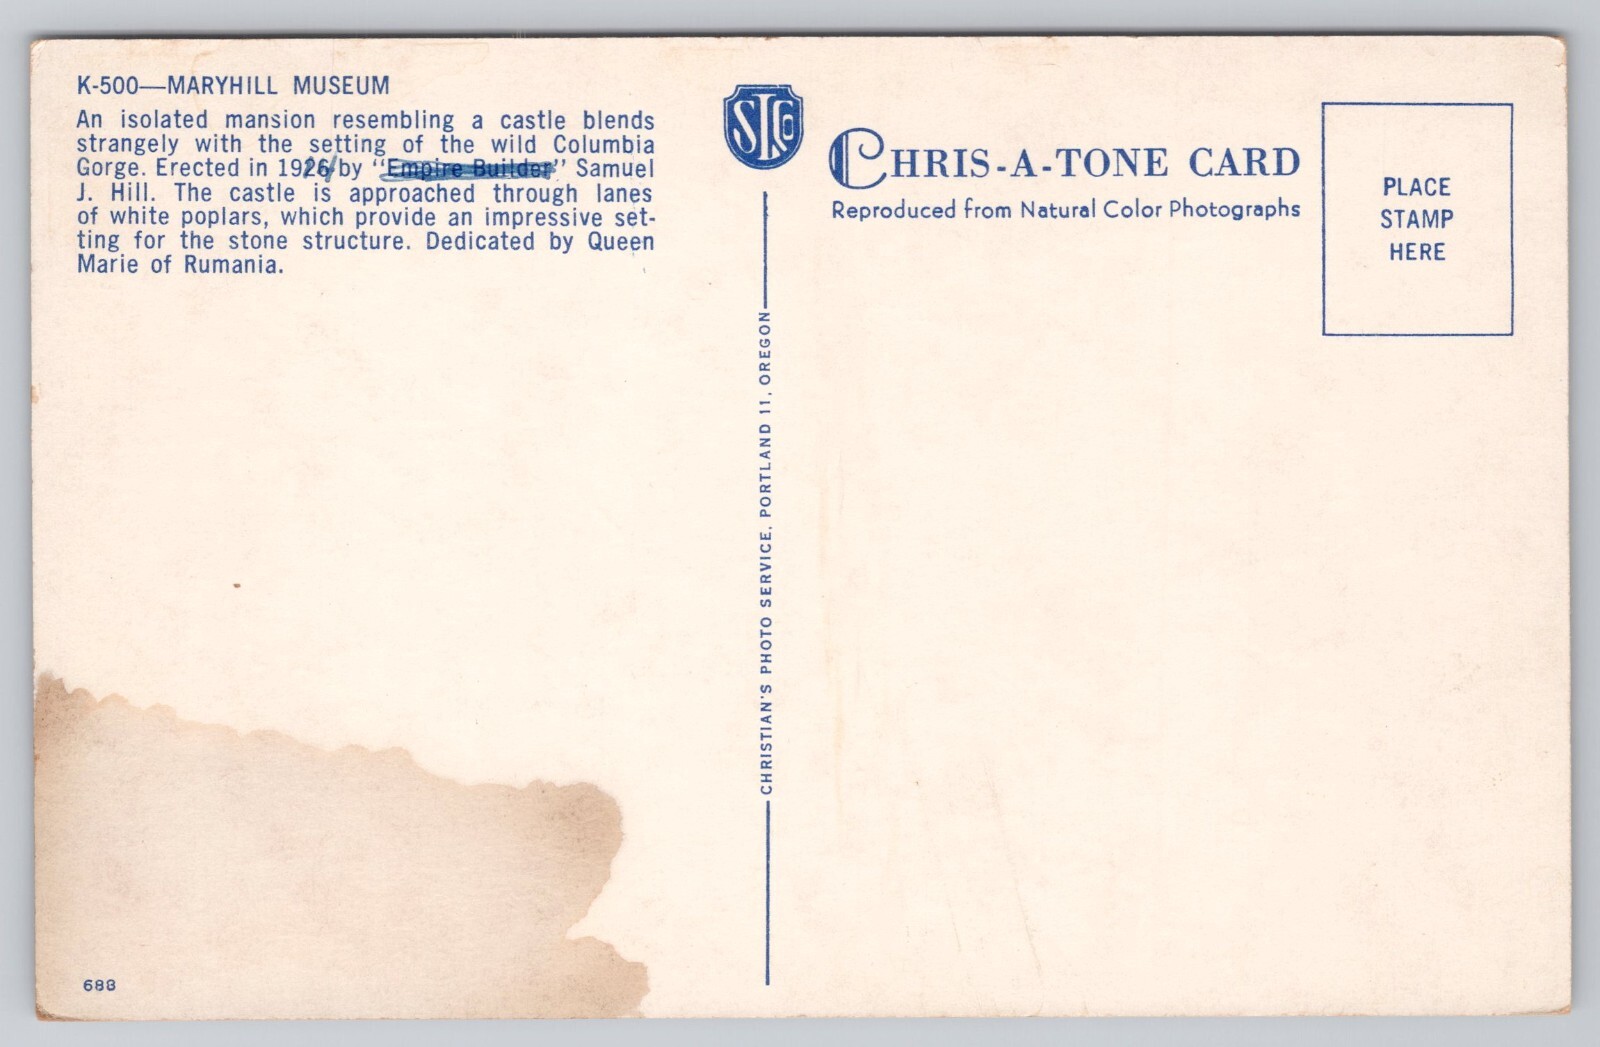 K-500—MARYHILL MUSEUM
An isolated mansion resembling a castle blends
strangely with the setting of the wild Columbia
Gorge. Erected in 1926 by "Empire Builder" Samuel
J. Hill. The castle is approached through lanes
of white poplars, which provide an impressive set-
ting for the stone structure. Dedicated by Queen
Marie of Rumania.
688
CHRISTIAN'S PHOTO SERVICE, PORTLAND 11, OREGON
CHRIS-A-TONE CARD
Reproduced from Natural Color Photographs
PLACE
STAMP
HERE